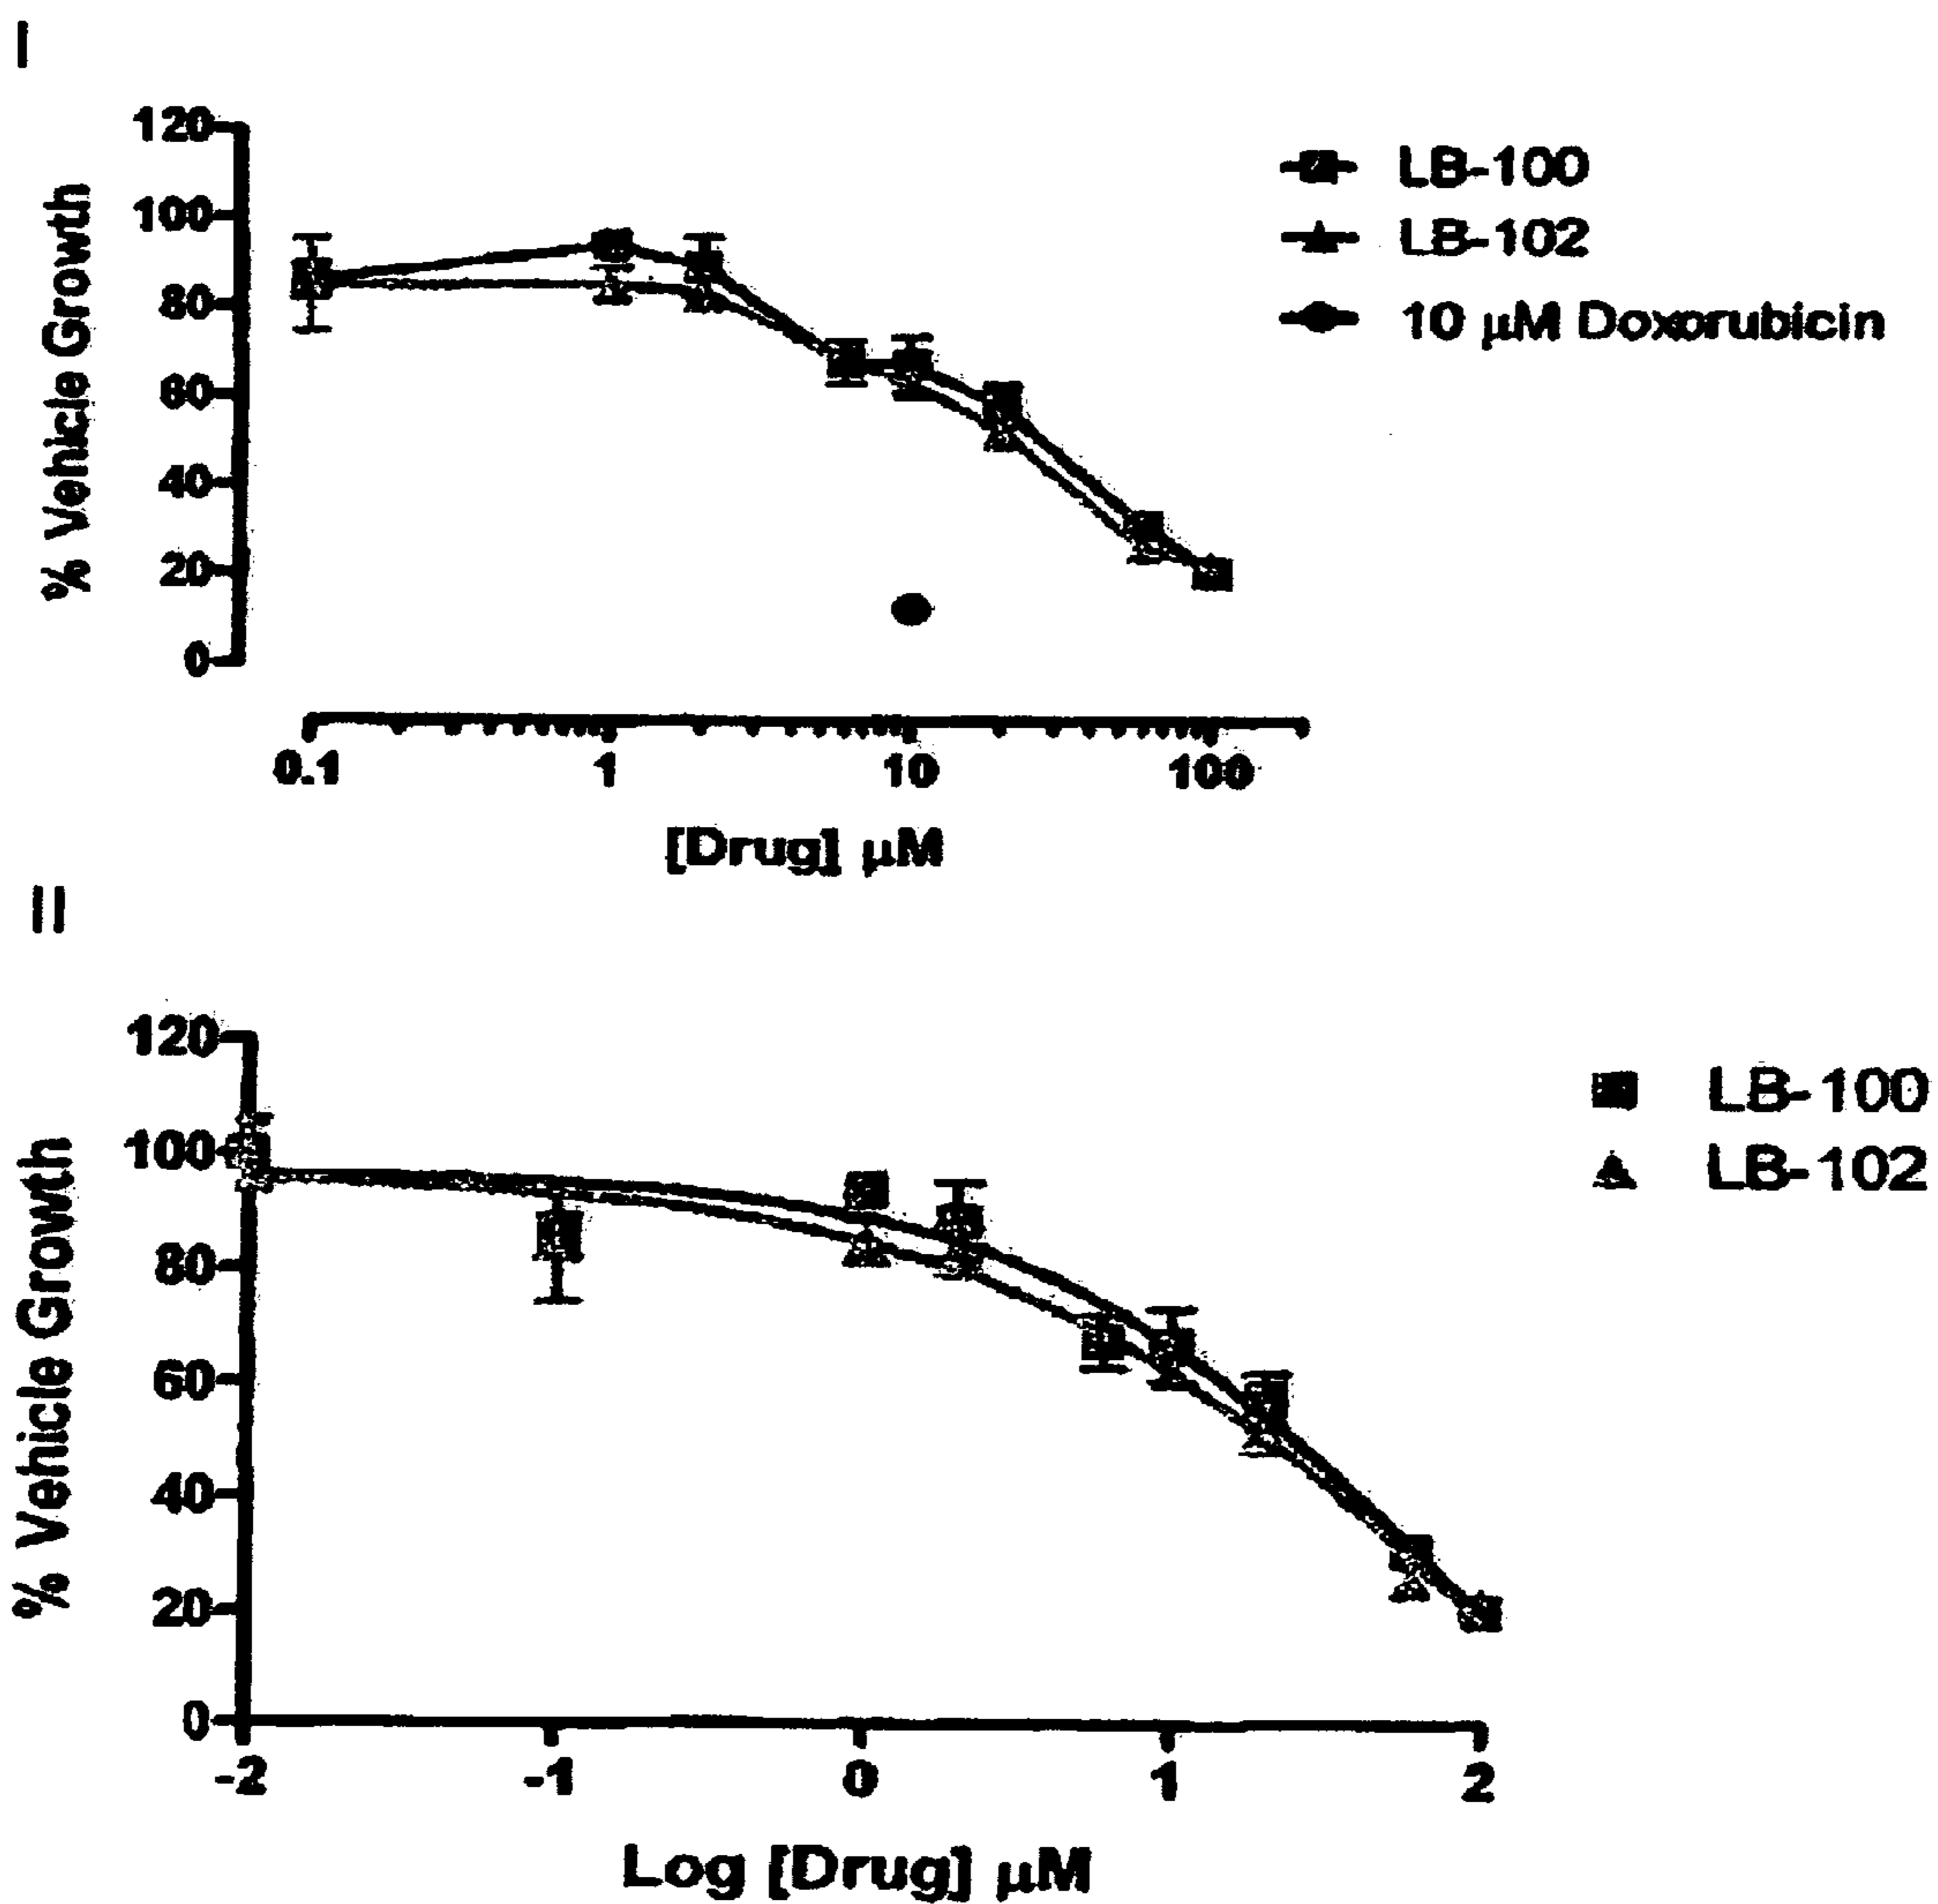 I
120
100
80
60
40
20
0
% Vehicle Growth
LB-100
LB-102
10 µM Doxorubicin
0.1 1 10 100
[Drug] µM
II
120
100
80
60
40
20
0
% Vehicle Growth
LB-100
LB-102
-2 -1 0 1 2
Log [Drug] µM